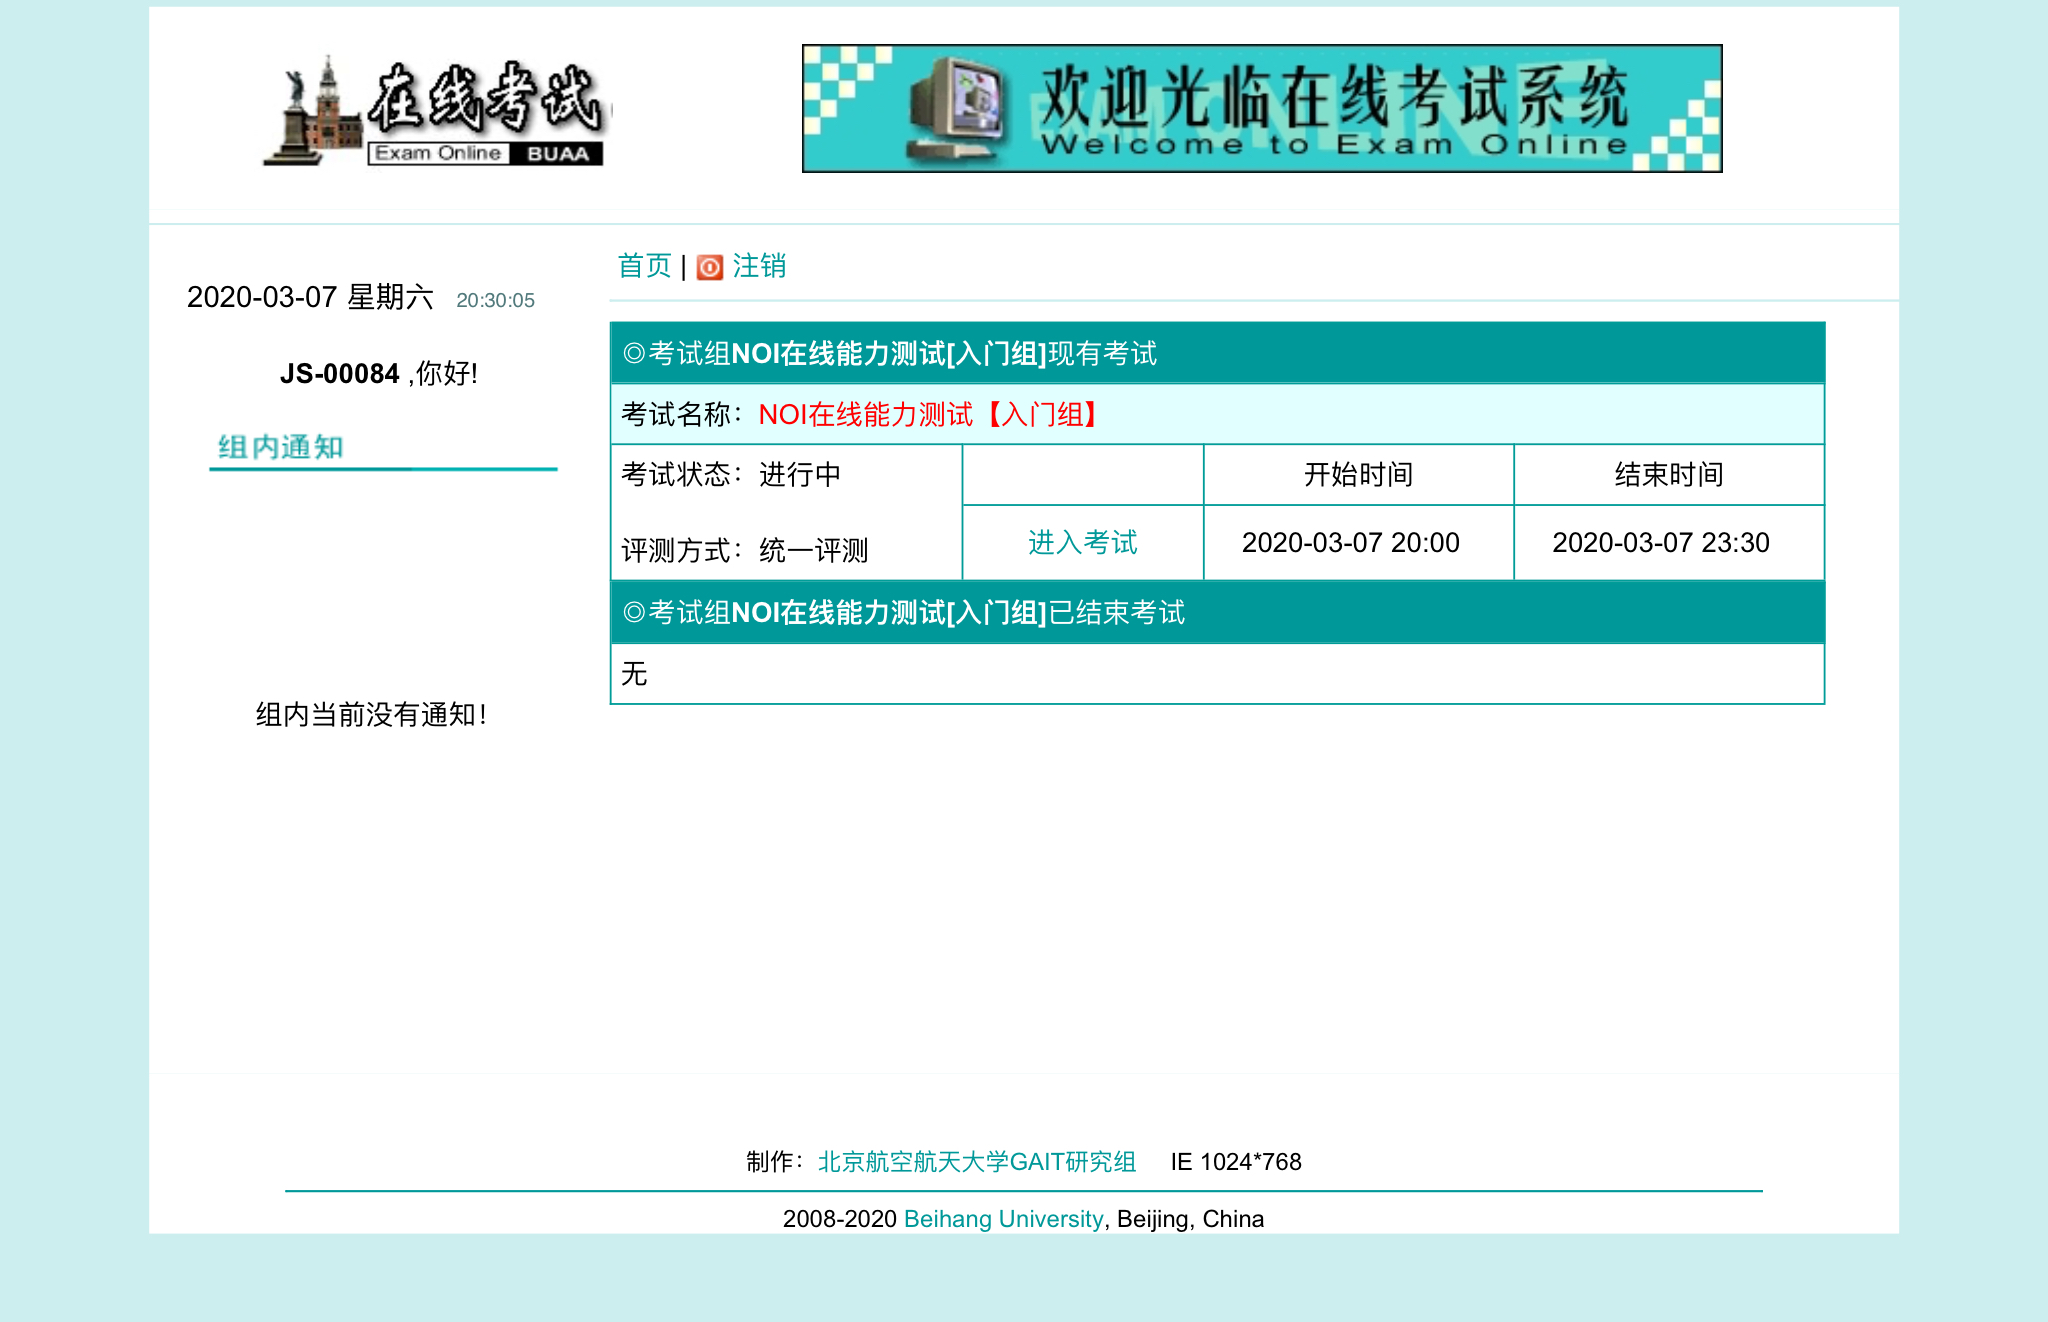 在线考试
Exam Online BUAA
欢迎光临在线考试系统
Welcome to Exam Online
首页 | 注销
2020-03-07 星期六 20:30:05
JS-00084 ,你好!
组内通知
组内当前没有通知！
◎考试组NOI在线能力测试[入门组]现有考试
考试名称：NOI在线能力测试【入门组】
考试状态：进行中
开始时间
结束时间
评测方式：统一评测
进入考试
2020-03-07 20:00
2020-03-07 23:30
◎考试组NOI在线能力测试[入门组]已结束考试
无
制作：北京航空航天大学GAIT研究组 IE 1024*768
2008-2020 Beihang University, Beijing, China